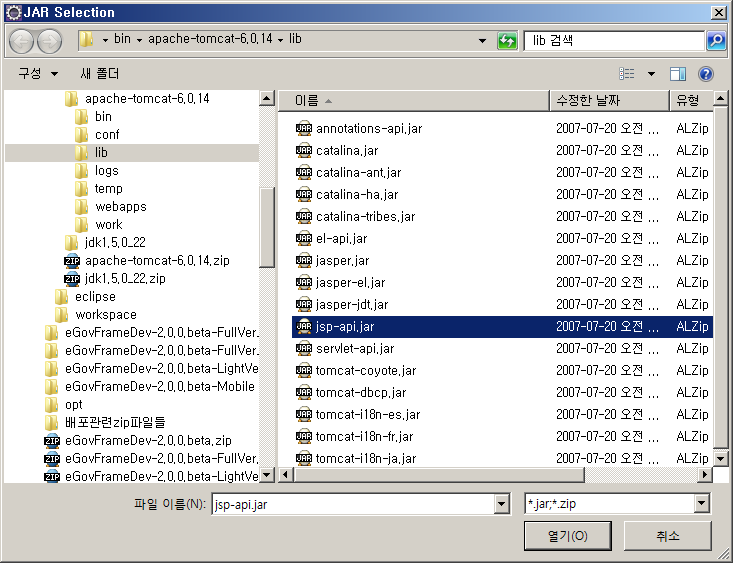 JAR Selection
bin apache-tomcat-6.0.14 lib
lib 검색
구성 새 폴더
apache-tomcat-6.0.14
bin
conf
lib
logs
temp
webapps
work
jdk1.5.0_22
apache-tomcat-6.0.14.zip
jdk1.5.0_22.zip
eclipse
workspace
eGovFrameDev-2.0.0.beta-FullVer.
eGovFrameDev-2.0.0.beta-FullVer.
eGovFrameDev-2.0.0.beta-LightVe
eGovFrameDev-2.0.0.beta-Mobile
opt
배포관련zip파일들
eGovFrameDev-2.0.0.beta.zip
eGovFrameDev-2.0.0.beta-FullVer.
eGovFrameDev-2.0.0.beta-LightVe
이름 수정한 날짜 유형
annotations-api.jar 2007-07-20 오전 ... ALZip
catalina.jar 2007-07-20 오전 ... ALZip
catalina-ant.jar 2007-07-20 오전 ... ALZip
catalina-ha.jar 2007-07-20 오전 ... ALZip
catalina-tribes.jar 2007-07-20 오전 ... ALZip
el-api.jar 2007-07-20 오전 ... ALZip
jasper.jar 2007-07-20 오전 ... ALZip
jasper-el.jar 2007-07-20 오전 ... ALZip
jasper-jdt.jar 2007-07-20 오전 ... ALZip
jsp-api.jar 2007-07-20 오전 ... ALZip
servlet-api.jar 2007-07-20 오전 ... ALZip
tomcat-coyote.jar 2007-07-20 오전 ... ALZip
tomcat-dbcp.jar 2007-07-20 오전 ... ALZip
tomcat-i18n-es.jar 2007-07-20 오전 ... ALZip
tomcat-i18n-fr.jar 2007-07-20 오전 ... ALZip
tomcat-i18n-ja.jar 2007-07-20 오전 ... ALZip
파일 이름(N): jsp-api.jar *.jar;*.zip
열기(O) 취소